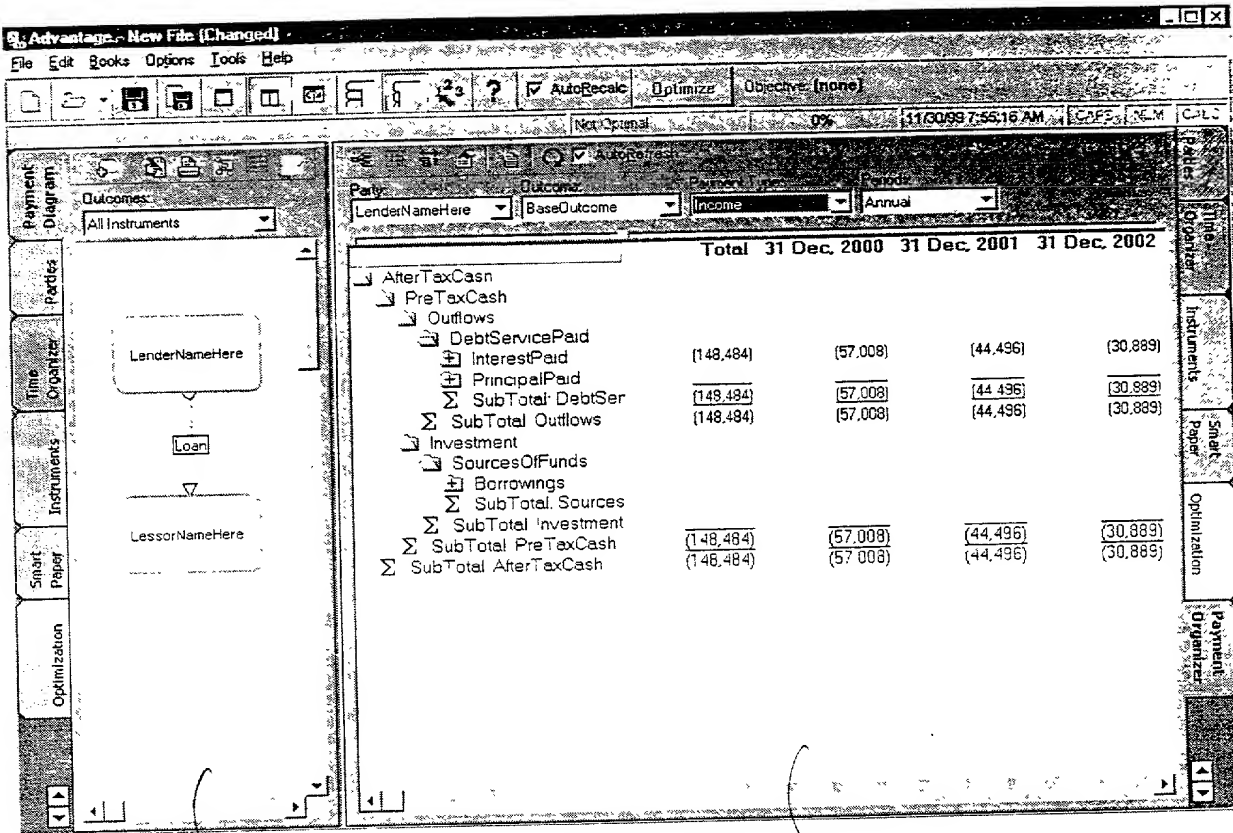 Advantage - New File [Changed]
File Edit Books Options Tools Help
AutoRecalc Optimize Objective: [none]
Not Optimal 0% 11/30/99 7:55:16 AM CAPS NUM CALC
Payment Diagram
Parties
Time Organizer
Instruments
Smart Paper
Optimization
Outcomes:
All Instruments
LenderNameHere
Loan
LessorNameHere
AutoRefresh
Party: Outcome: Payment Type: Period:
LenderNameHere BaseOutcome Income Annual
Total 31 Dec, 2000 31 Dec, 2001 31 Dec, 2002
AfterTaxCash
PreTaxCash
Outflows
DebtServicePaid
InterestPaid (148,484) (57,008) (44,496) (30,889)
PrincipalPaid
Σ SubTotal: DebtSer (148,484) (57,008) (44,496) (30,889)
Σ SubTotal: Outflows (148,484) (57,008) (44,496) (30,889)
Investment
SourcesOfFunds
Borrowings
Σ SubTotal: Sources
Σ SubTotal: Investment
Σ SubTotal: PreTaxCash (148,484) (57,008) (44,496) (30,889)
Σ SubTotal: AfterTaxCash (148,484) (57,008) (44,496) (30,889)
Parties
Time Organizer
Instruments
Smart Paper
Optimization
Payment Organizer